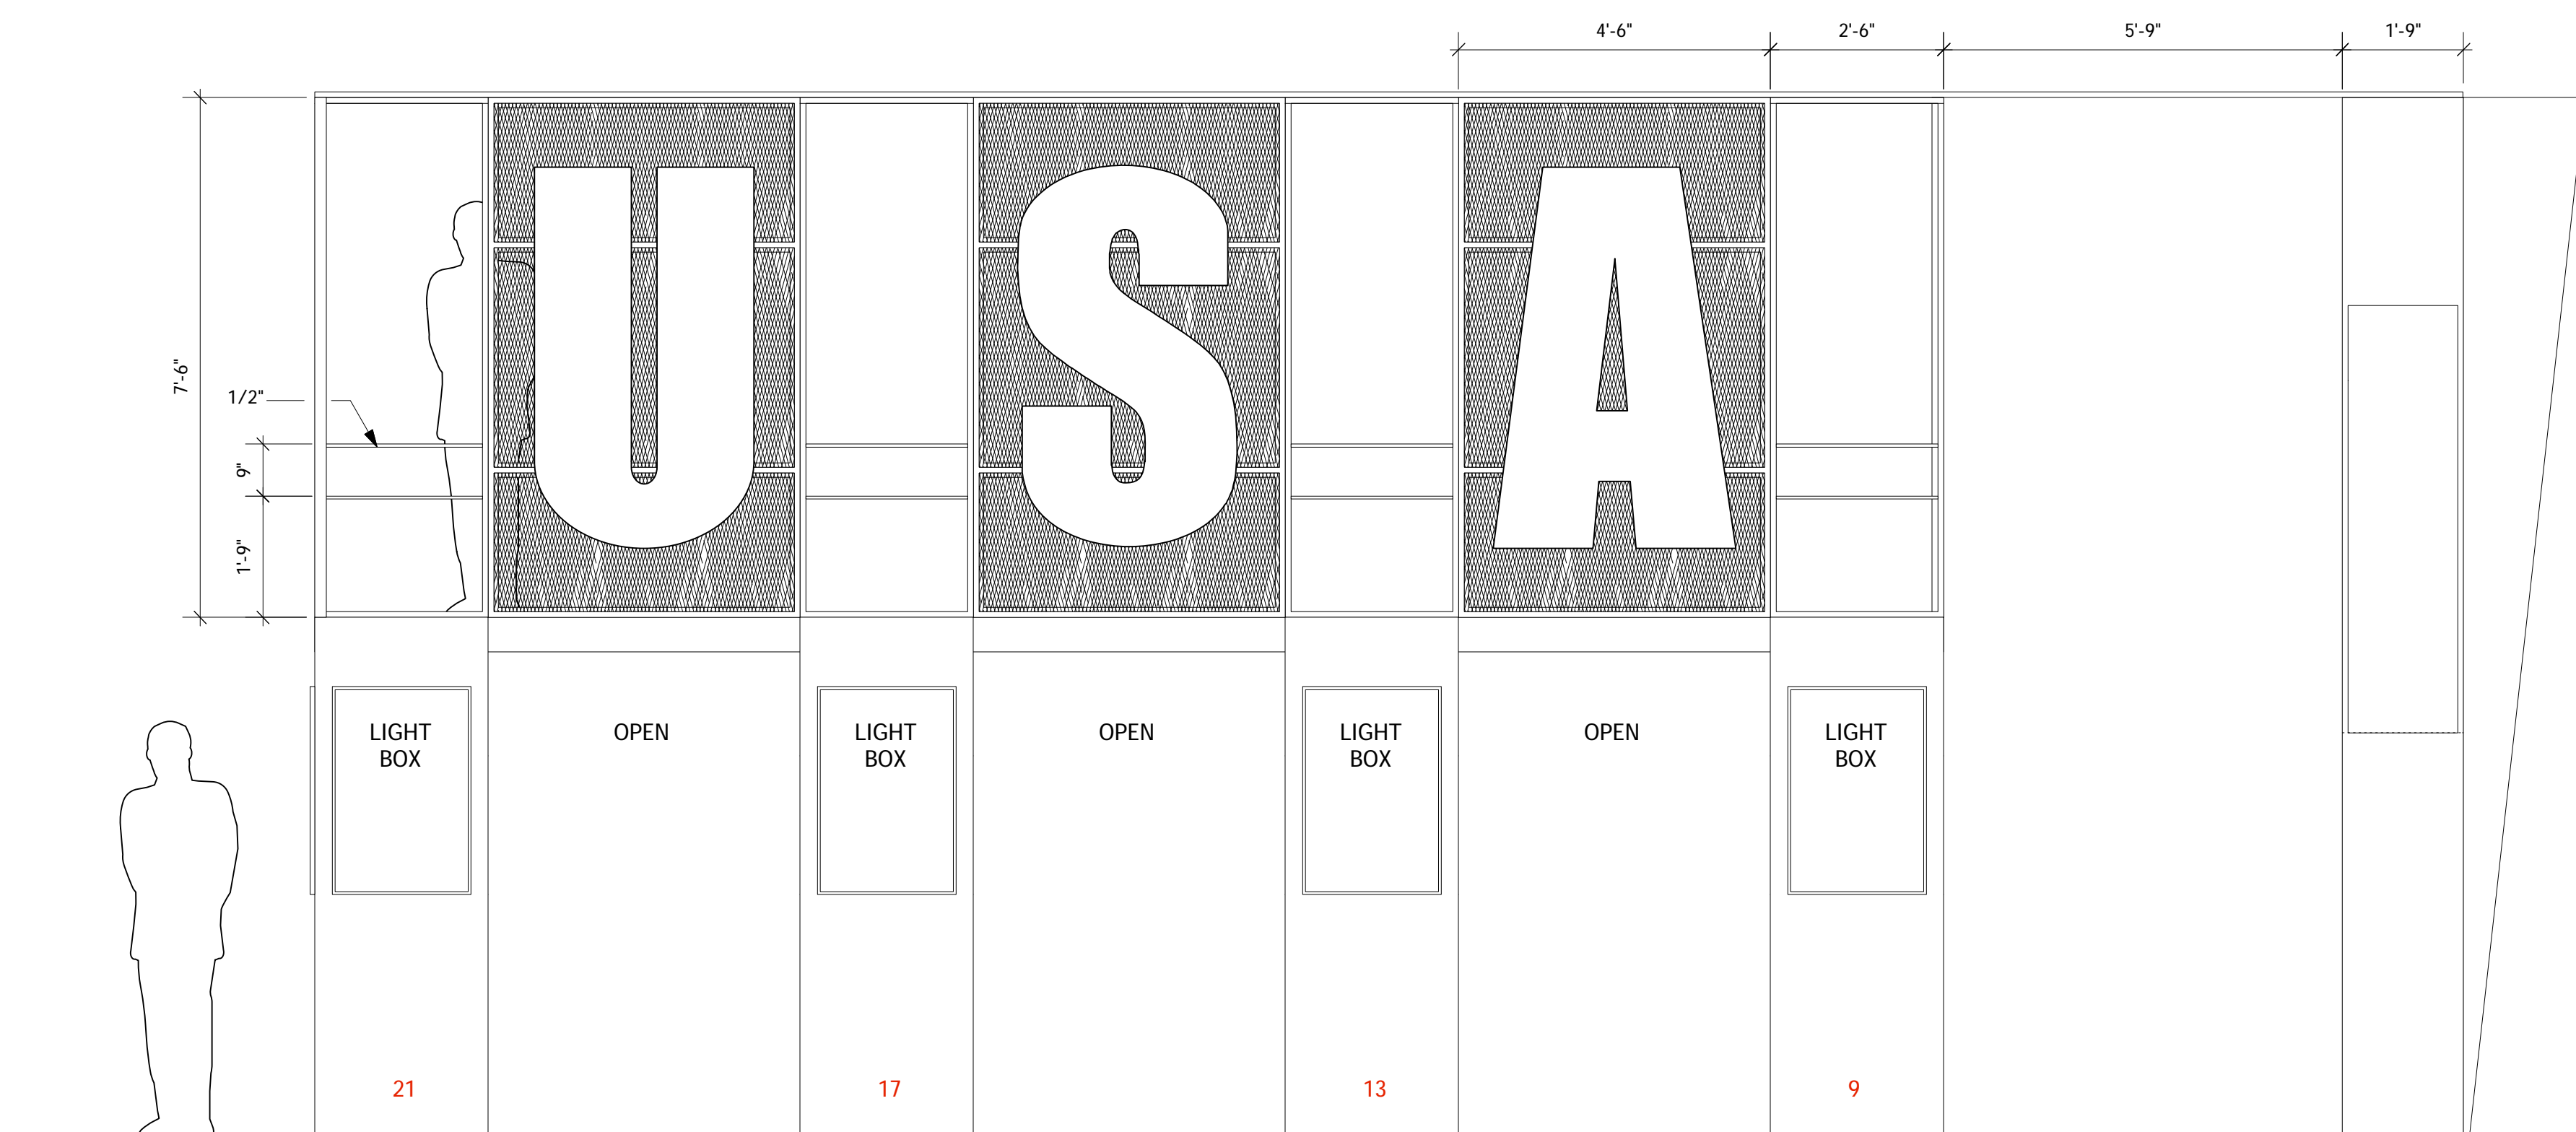 4'-6" 2'-6" 5'-9" 1'-9"
USA
7'-6"
1/2"
9"
1'-9"
LIGHT
BOX
OPEN
LIGHT
BOX
OPEN
LIGHT
BOX
OPEN
LIGHT
BOX
21 17 13 9